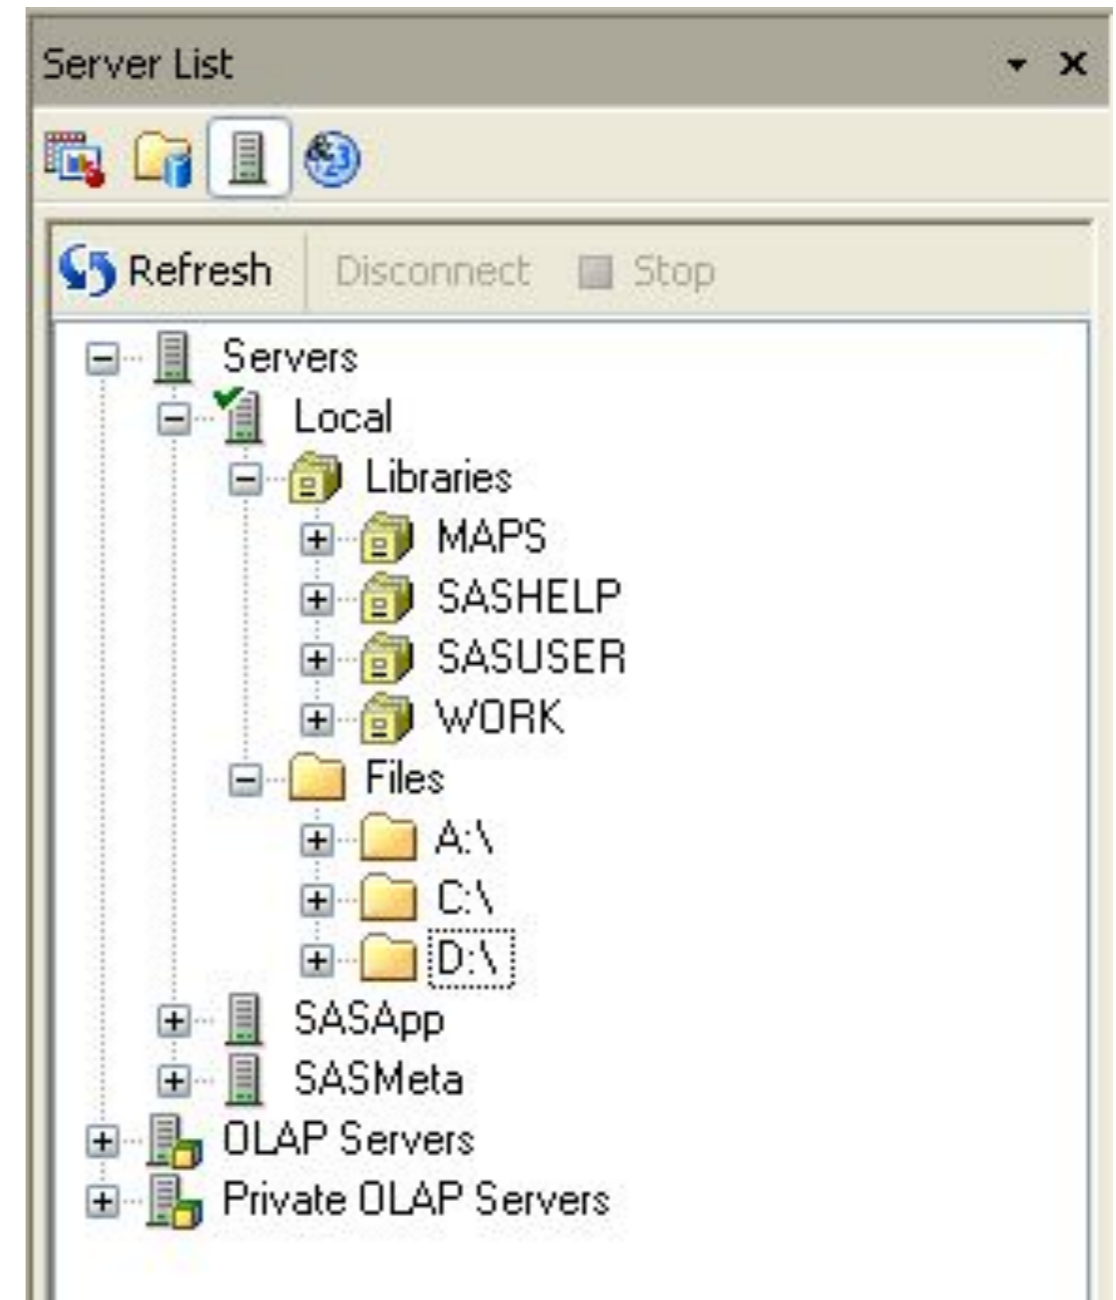 Server List
Refresh Disconnect Stop
Servers
Local
Libraries
MAPS
SASHELP
SASUSER
WORK
Files
A:\
C:\
D:\
SASApp
SASMeta
OLAP Servers
Private OLAP Servers